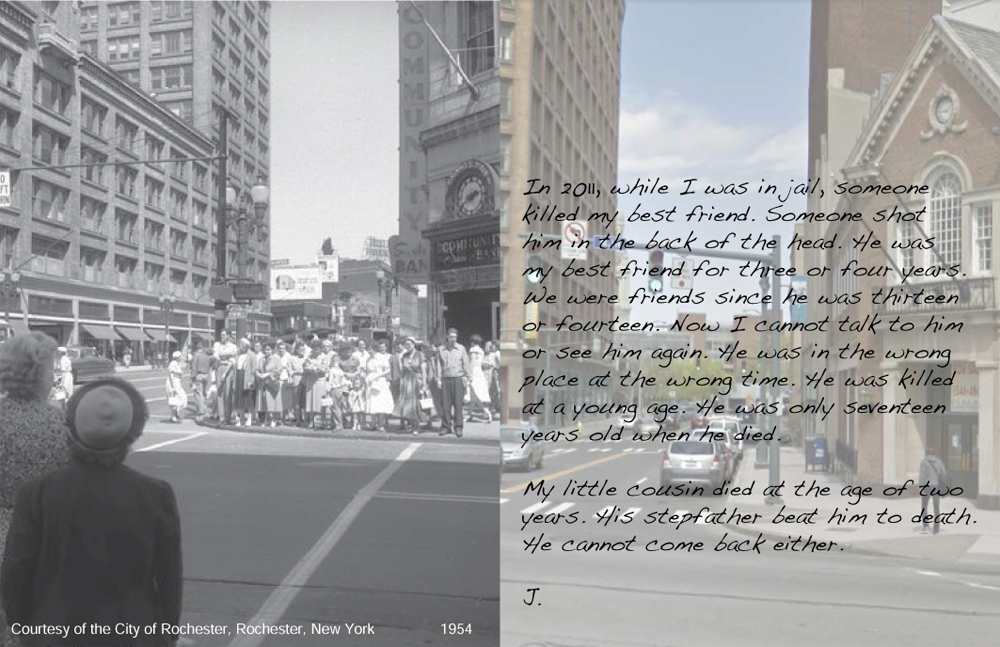 COMMUNITY
COMMUNITY
BANK
In 2011, while I was in jail, someone
killed my best friend. Someone shot
him in the back of the head. He was
my best friend for three or four years.
We were friends since he was thirteen
or fourteen. Now I cannot talk to him
or see him again. He was in the wrong
place at the wrong time. He was killed
at a young age. He was only seventeen
years old when he died.
My little cousin died at the age of two
years. His stepfather beat him to death.
He cannot come back either.
J.
Courtesy of the City of Rochester, Rochester, New York 1954